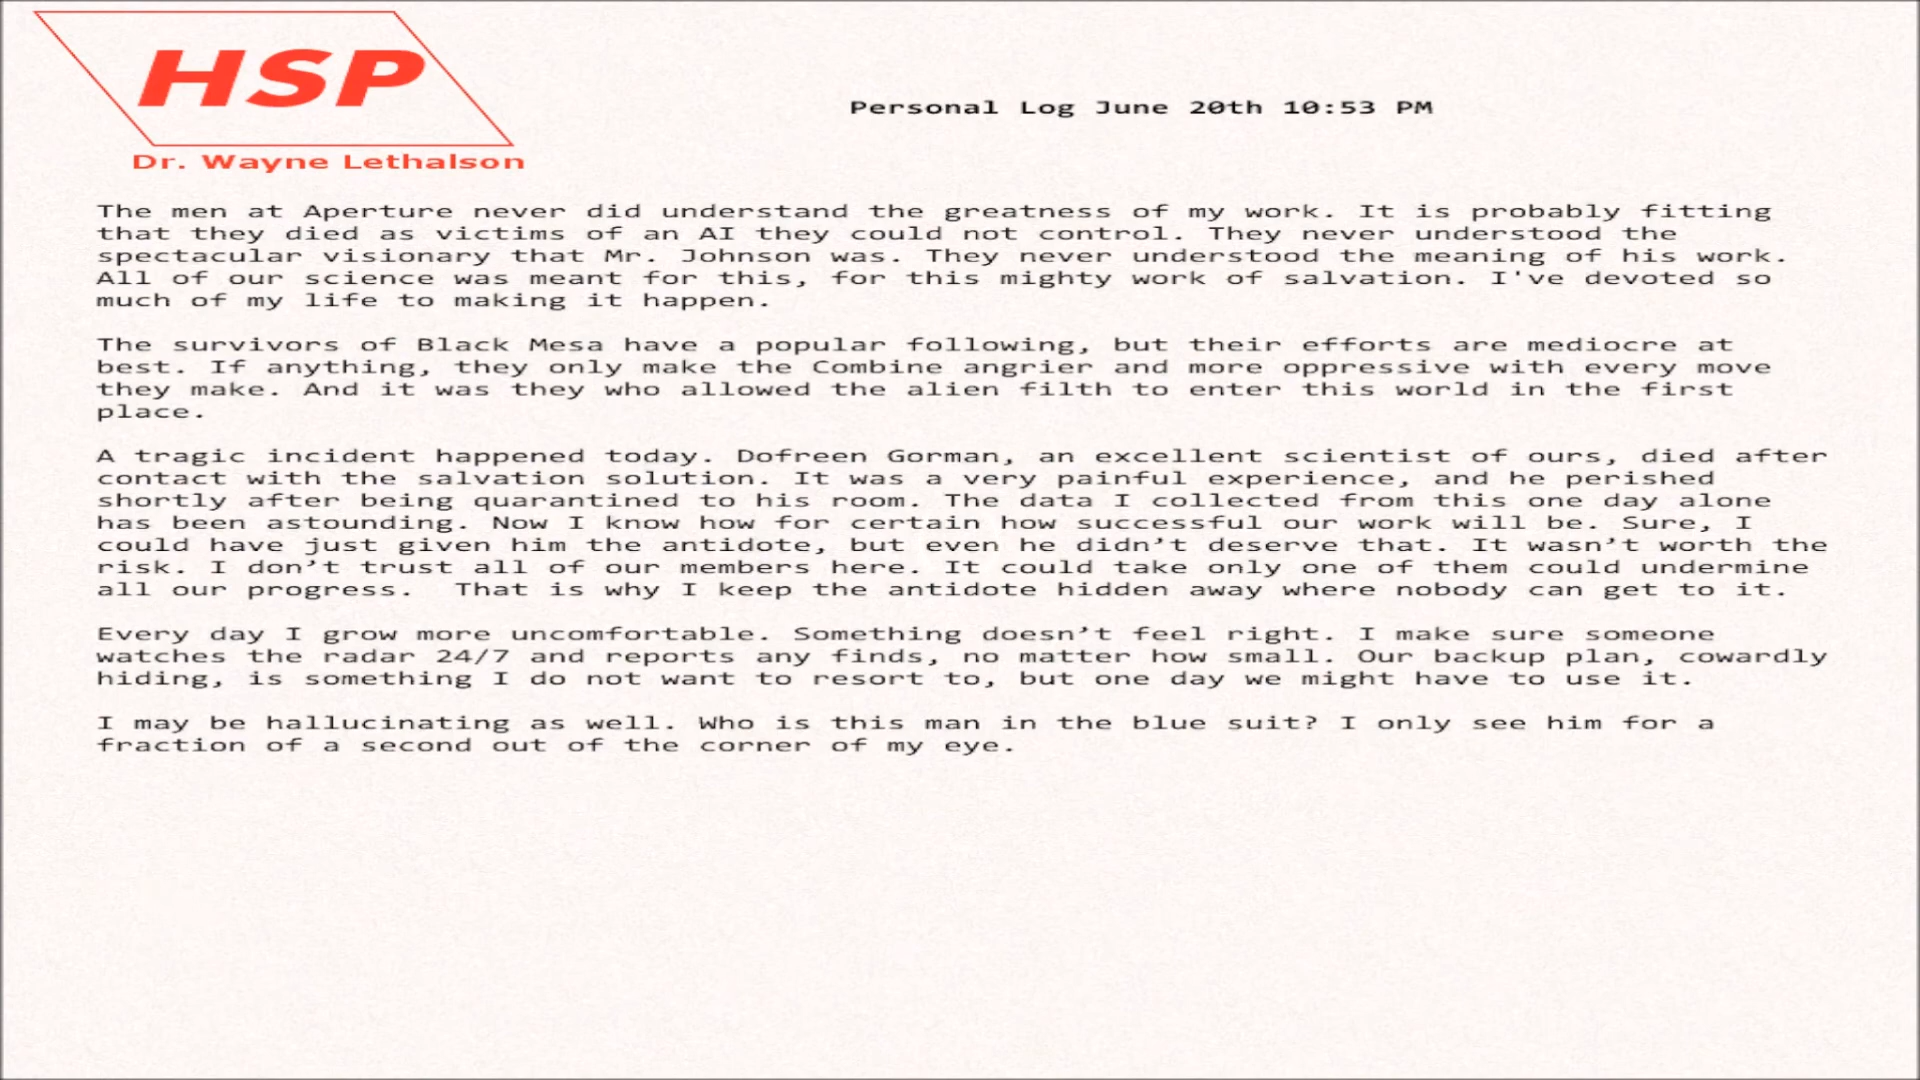 HSP
Dr. Wayne Lethalson
Personal Log June 20th 10:53 PM
The men at Aperture never did understand the greatness of my work. It is probably fitting
that they died as victims of an AI they could not control. They never understood the
spectacular visionary that Mr. Johnson was. They never understood the meaning of his work.
All of our science was meant for this, for this mighty work of salvation. I've devoted so
much of my life to making it happen.
The survivors of Black Mesa have a popular following, but their efforts are mediocre at
best. If anything, they only make the Combine angrier and more oppressive with every move
they make. And it was they who allowed the alien filth to enter this world in the first
place.
A tragic incident happened today. Dofreen Gorman, an excellent scientist of ours, died after
contact with the salvation solution. It was a very painful experience, and he perished
shortly after being quarantined to his room. The data I collected from this one day alone
has been astounding. Now I know how for certain how successful our work will be. Sure, I
could have just given him the antidote, but even he didn’t deserve that. It wasn’t worth the
risk. I don’t trust all of our members here. It could take only one of them could undermine
all our progress.  That is why I keep the antidote hidden away where nobody can get to it.
Every day I grow more uncomfortable. Something doesn’t feel right. I make sure someone
watches the radar 24/7 and reports any finds, no matter how small. Our backup plan, cowardly
hiding, is something I do not want to resort to, but one day we might have to use it.
I may be hallucinating as well. Who is this man in the blue suit? I only see him for a
fraction of a second out of the corner of my eye.